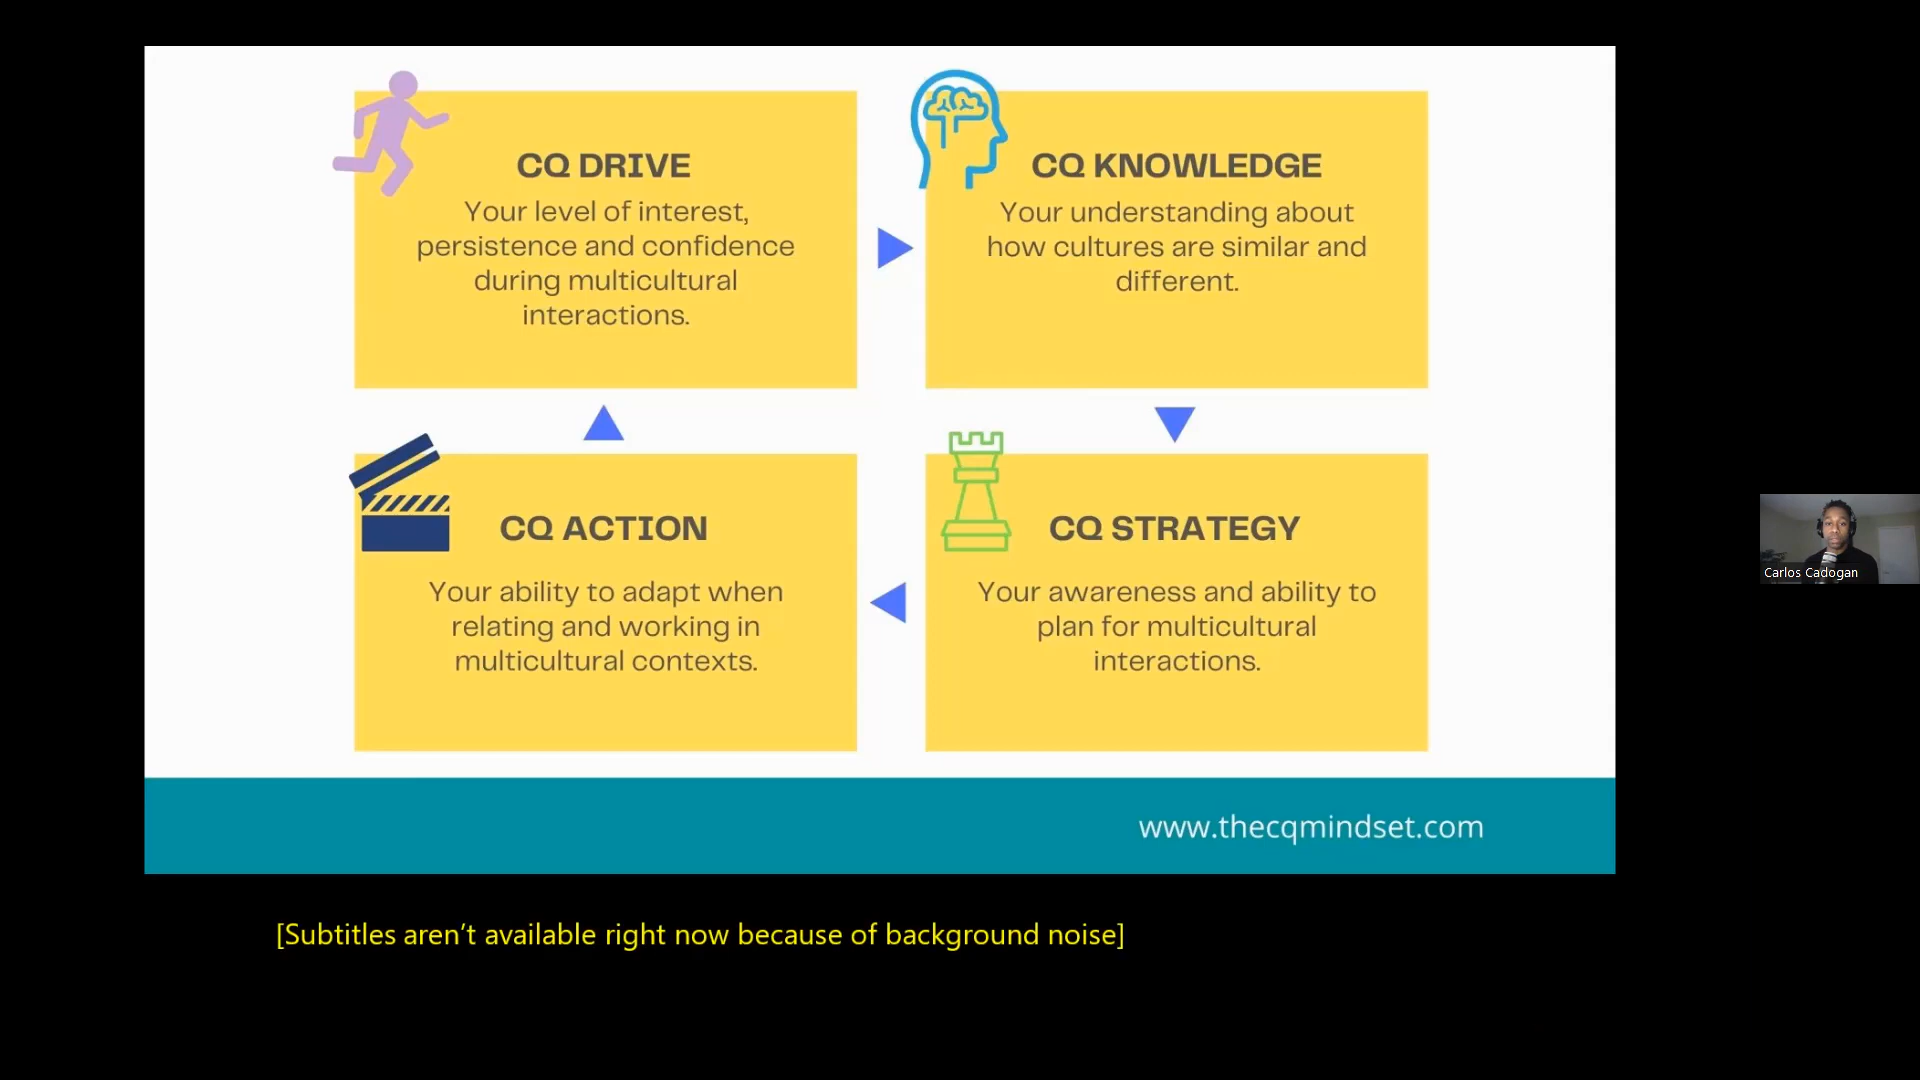 CQ DRIVE
Your level of interest,
persistence and confidence
during multicultural
interactions.
CQ KNOWLEDGE
Your understanding about
how cultures are similar and
different.
CQ ACTION
Your ability to adapt when
relating and working in
multicultural contexts.
CQ STRATEGY
Your awareness and ability to
plan for multicultural
interactions.
www.thecqmindset.com
Carlos Cadogan
[Subtitles aren’t available right now because of background noise]